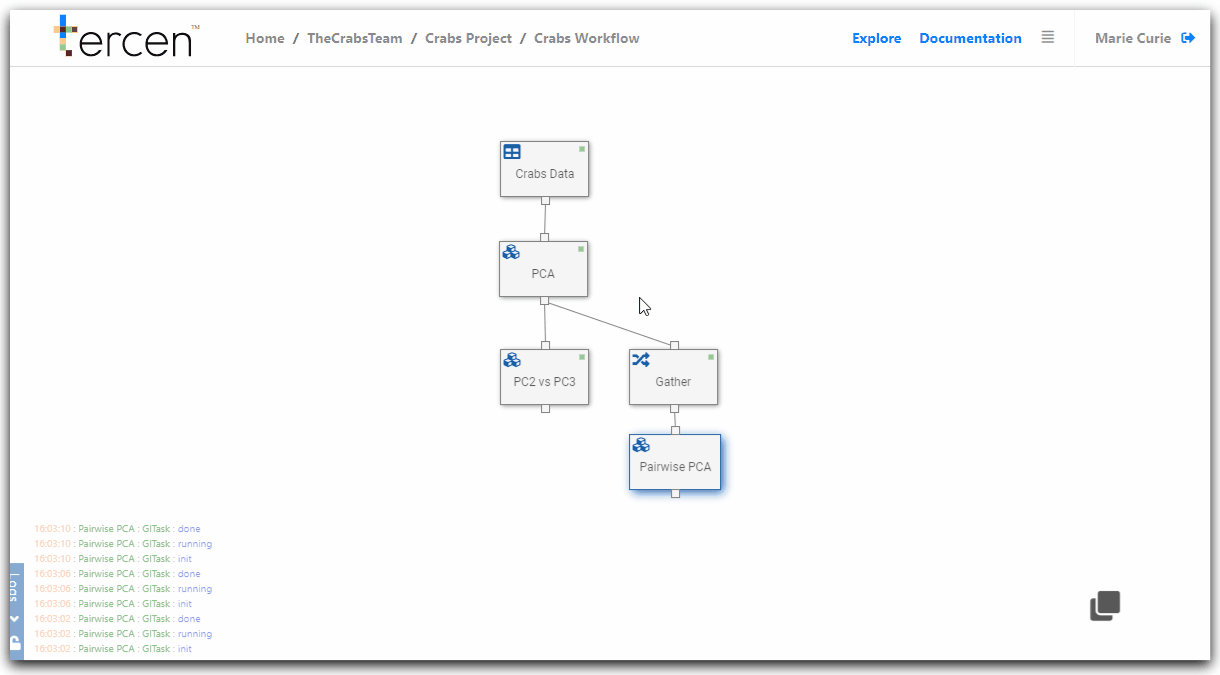 tercen™
Home / TheCrabsTeam / Crabs Project / Crabs Workflow
Explore Documentation Marie Curie
Crabs Data
PCA
PC2 vs PC3
Gather
Pairwise PCA
16:03:10 : Pairwise PCA : GlTask : done
16:03:10 : Pairwise PCA : GlTask : running
16:03:10 : Pairwise PCA : GlTask : init
16:03:06 : Pairwise PCA : GlTask : done
16:03:06 : Pairwise PCA : GlTask : running
16:03:06 : Pairwise PCA : GlTask : init
16:03:02 : Pairwise PCA : GlTask : done
16:03:02 : Pairwise PCA : GlTask : running
16:03:02 : Pairwise PCA : GlTask : init